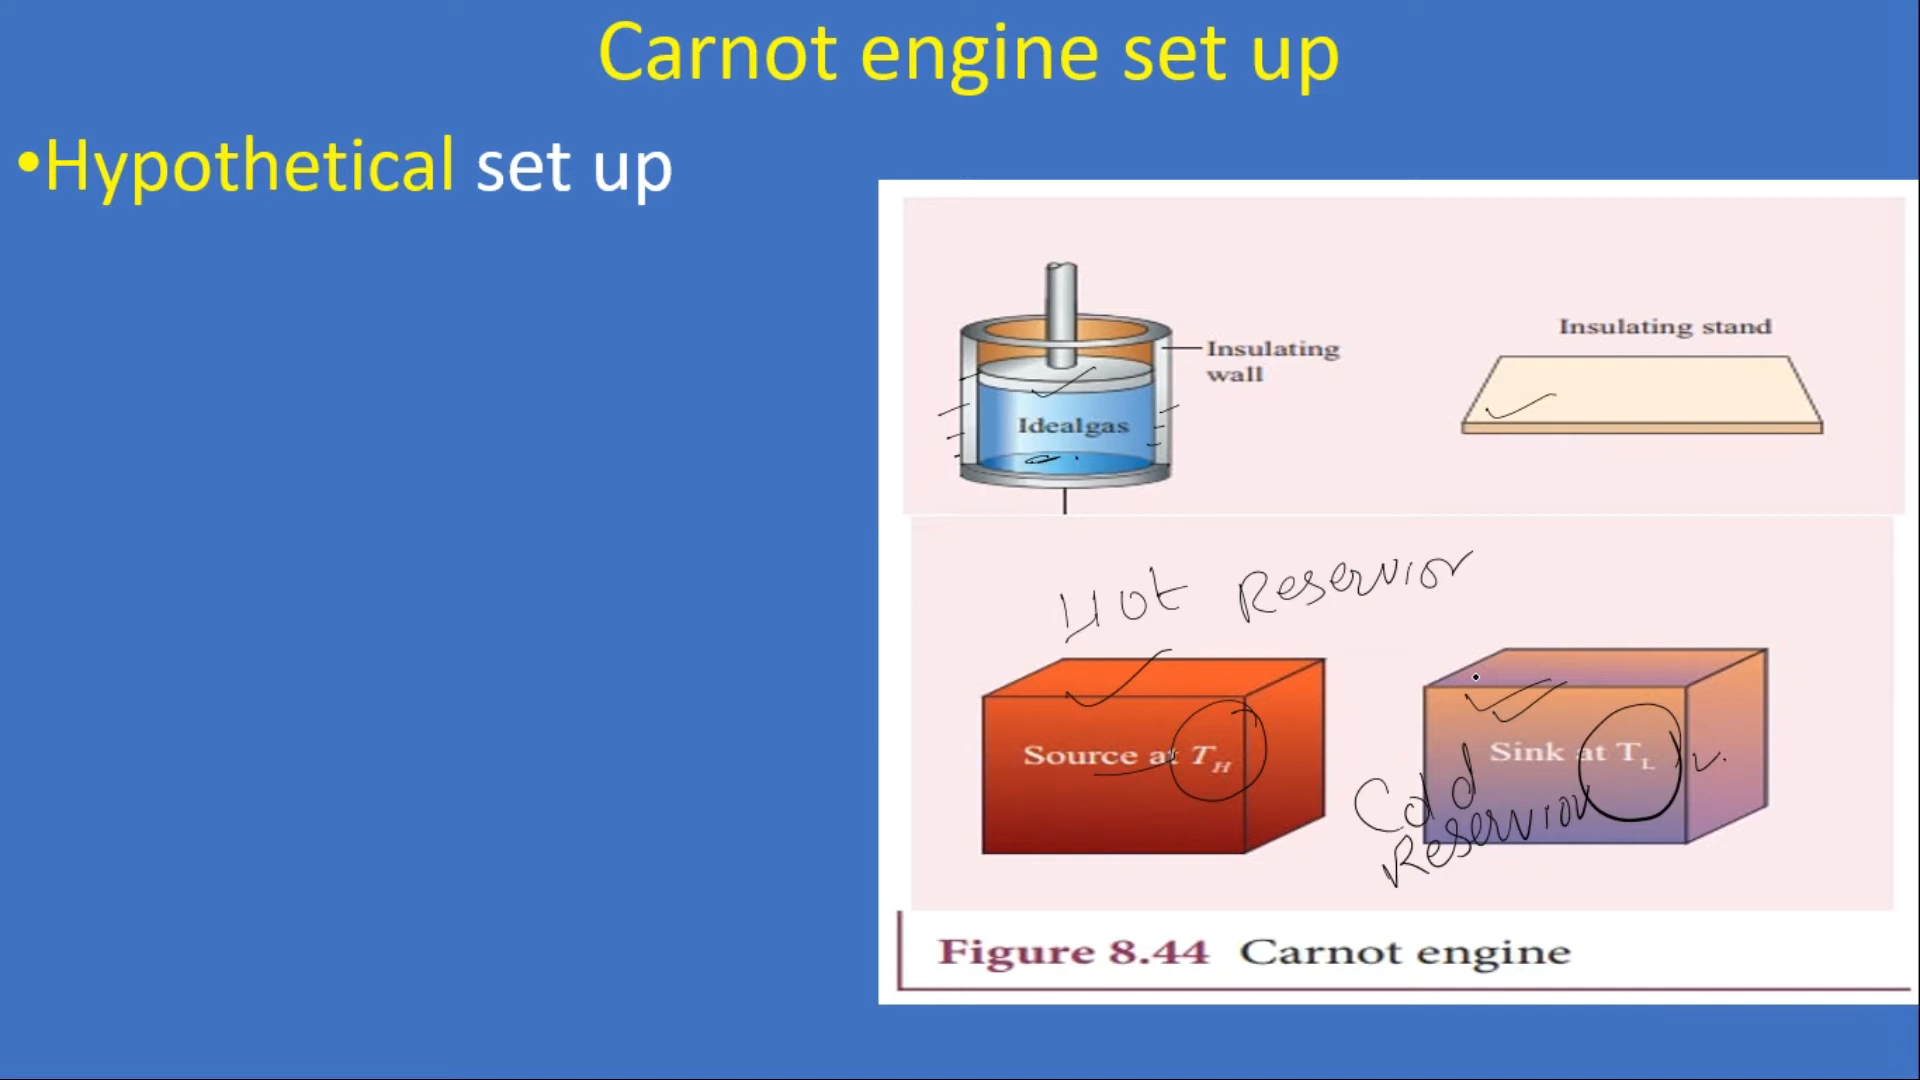 Carnot engine set up
•Hypothetical set up
Insulating stand
Insulating
wall
Idealgas
Hot Reservior
Source at T_H
Sink at T_L
Cold
Reservior
Figure 8.44 Carnot engine